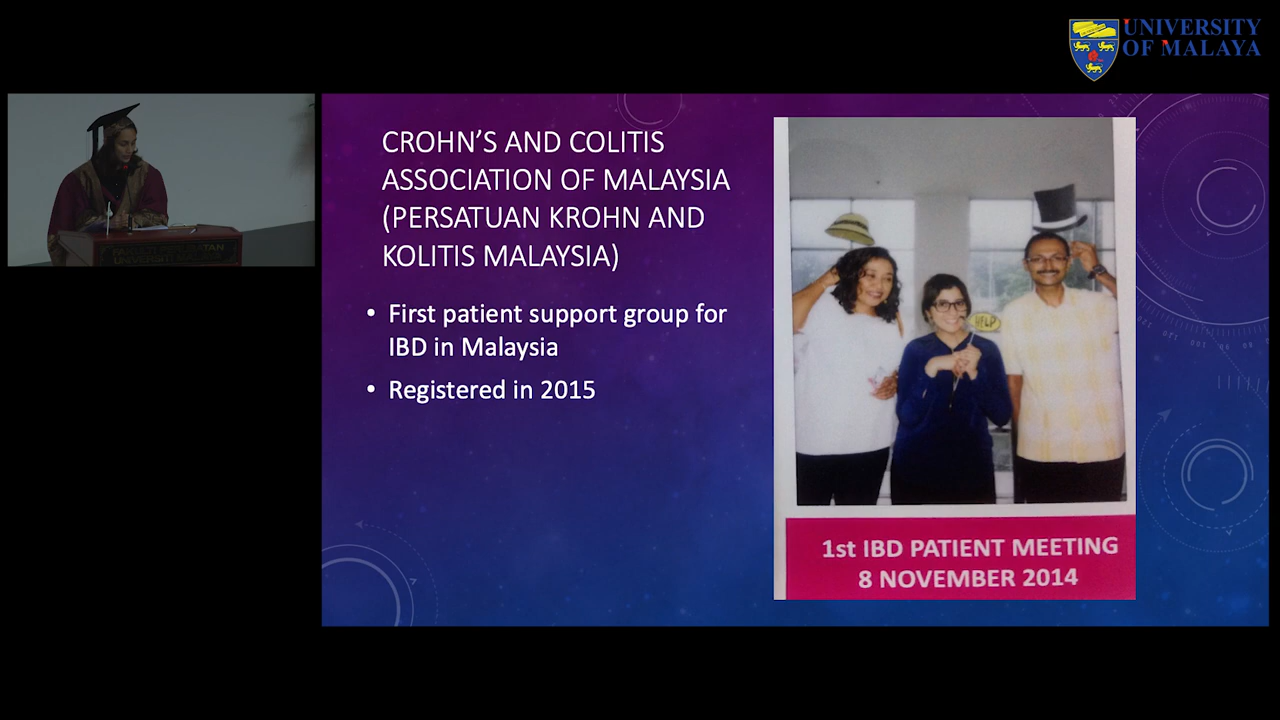 UNIVERSITY
OF MALAYA
CROHN’S AND COLITIS
ASSOCIATION OF MALAYSIA
(PERSATUAN KROHN AND
KOLITIS MALAYSIA)
• First patient support group for
IBD in Malaysia
• Registered in 2015
HELP
1st IBD PATIENT MEETING
8 NOVEMBER 2014